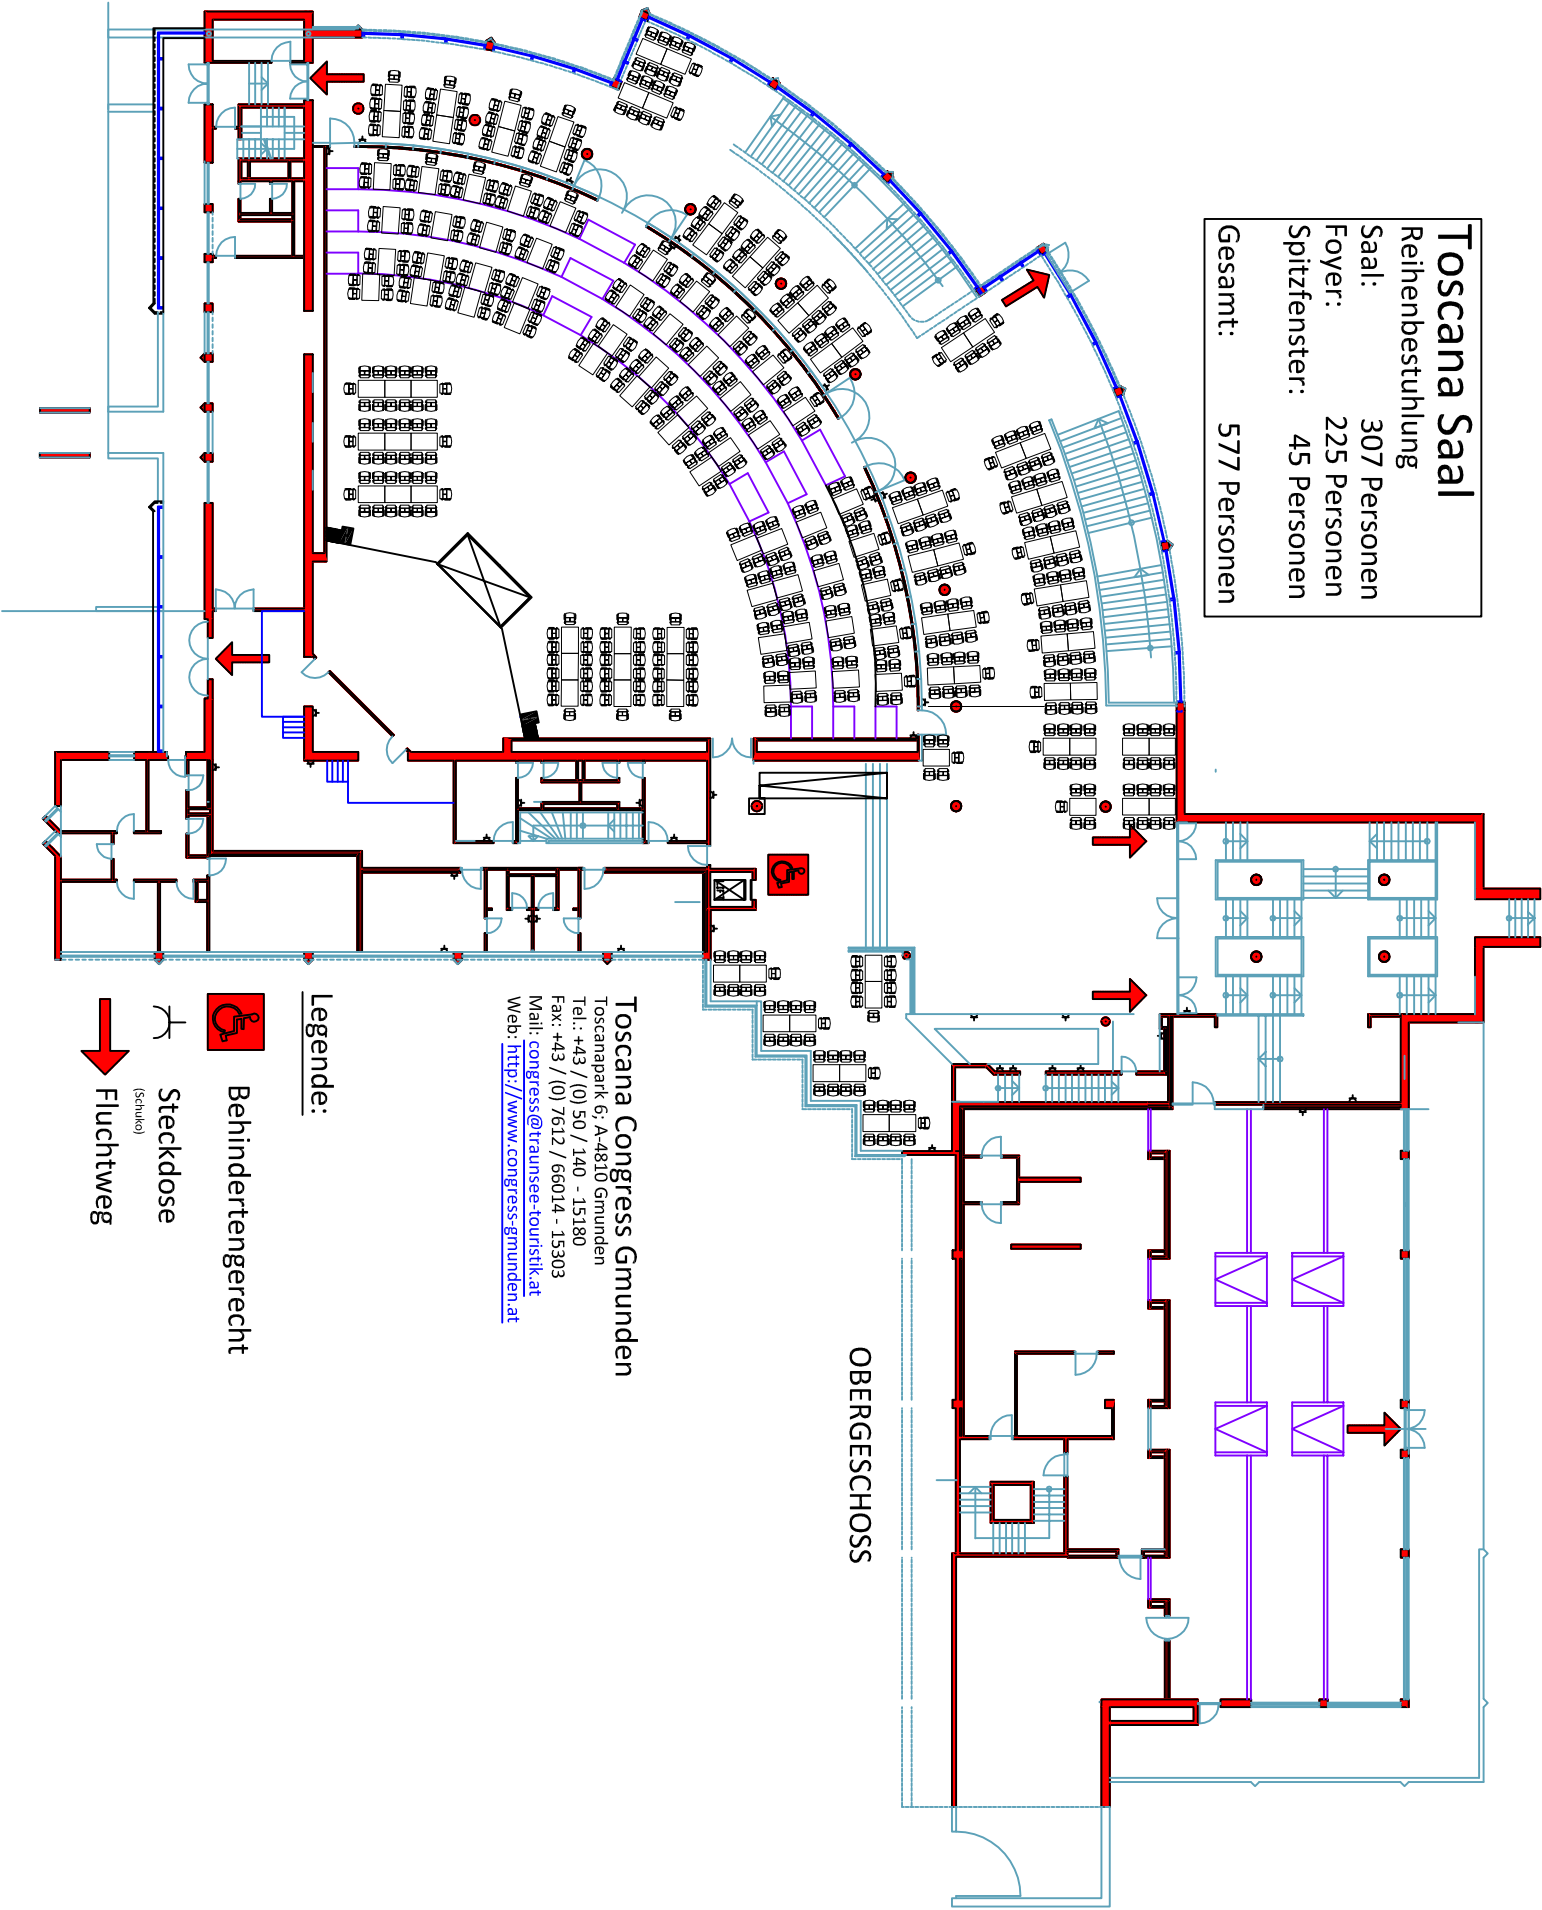 Toscana Saal
Reihenbestuhlung
Saal: 307 Personen
Foyer: 225 Personen
Spitzfenster: 45 Personen
Gesamt: 577 Personen
OBERGESCHOSS
Toscana Congress Gmunden
Toscanapark 6; A-4810 Gmunden
Tel.: +43 / (0) 50 / 140 - 15180
Fax: +43 / (0) 7612 / 66014 - 15303
Mail: congress@traunsee-touristik.at
Web: http://www.congress-gmunden.at
Legende:
Behindertengerecht
Steckdose
(Schuko)
Fluchtweg